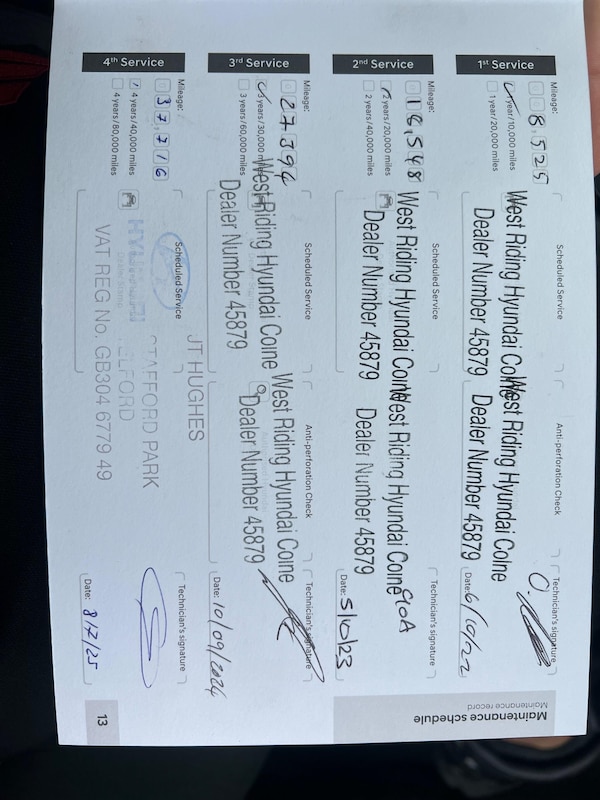 Maintenance schedule
Maintenance record
1st Service
Mileage:
8,525
1 year/10,000 miles
1 year/20,000 miles
Scheduled Service
West Riding Hyundai Colne
Dealer Number 45879
Anti-perforation Check
West Riding Hyundai Colne
Dealer Number 45879
Technician's signature
Date: 6/10/22
2nd Service
Mileage:
16,548
2 years/20,000 miles
2 years/40,000 miles
Scheduled Service
West Riding Hyundai Colne
Dealer Number 45879
West Riding Hyundai Colne
Dealer Number 45879
Technician's signature
Date: 5/10/23
3rd Service
Mileage:
27394
3 years/30,000 miles
3 years/60,000 miles
Scheduled Service
West Riding Hyundai Colne
Dealer Number 45879
Anti-perforation Check
West Riding Hyundai Colne
Dealer Number 45879
Technician's signature
Date: 10/09/2024
4th Service
Mileage:
37,716
4 years/40,000 miles
4 years/80,000 miles
Scheduled Service
JT HUGHES
STAFFORD PARK
TELFORD
VAT REG No. GB304 6779 49
Technician's signature
Date: 8/7/25
13